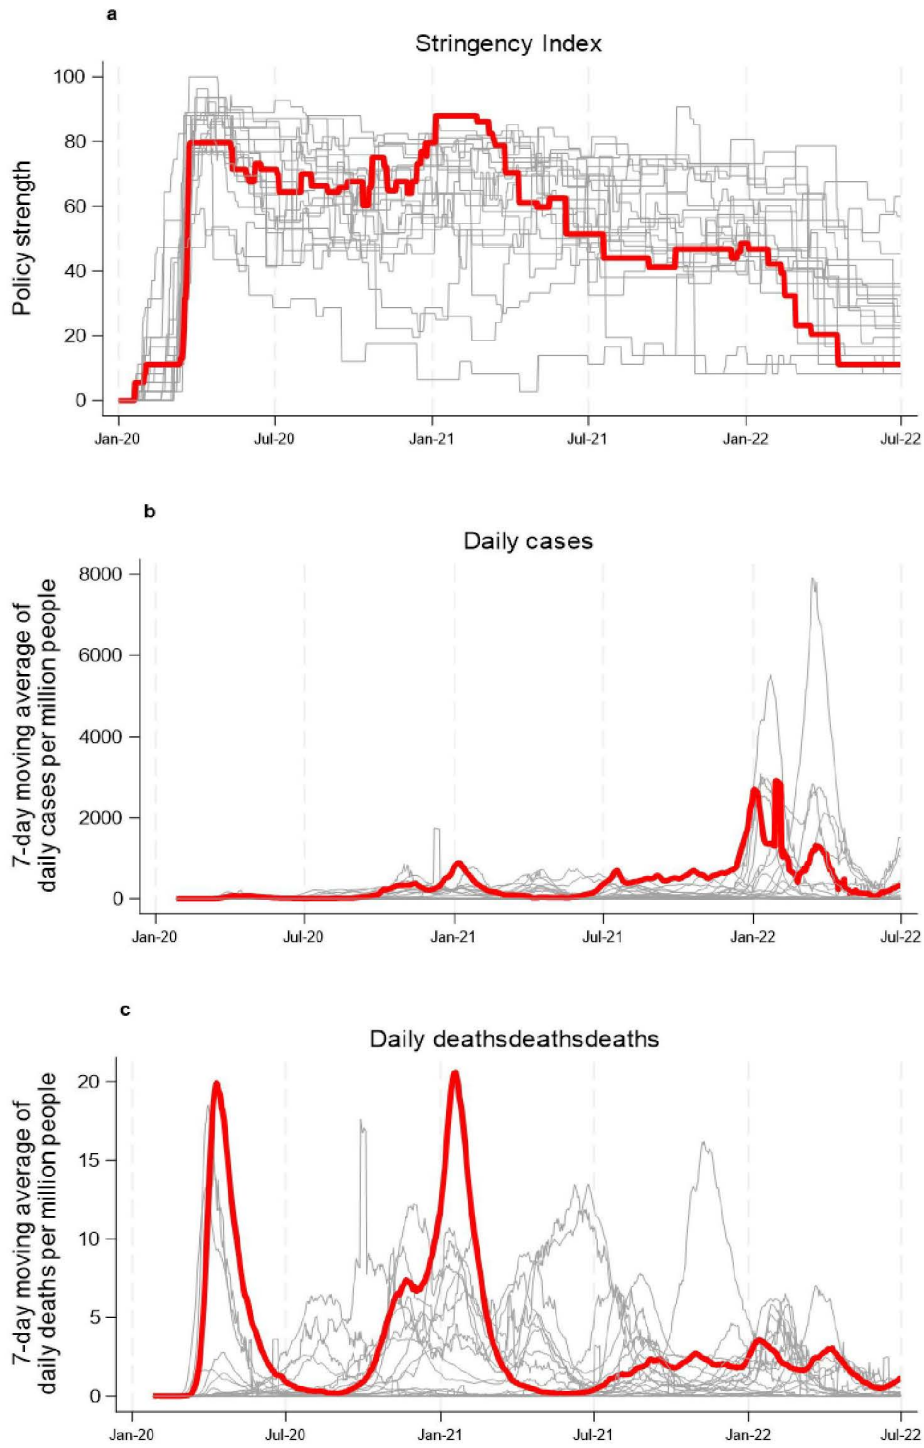 a
Stringency Index
Policy strength
100
80
60
40
20
0
Jan-20 Jul-20 Jan-21 Jul-21 Jan-22 Jul-22
b
Daily cases
7-day moving average of
daily cases per million people
8000
6000
4000
2000
0
Jan-20 Jul-20 Jan-21 Jul-21 Jan-22 Jul-22
c
Daily deathsdeathsdeaths
7-day moving average of
daily deaths per million people
20
15
10
5
0
Jan-20 Jul-20 Jan-21 Jul-21 Jan-22 Jul-22